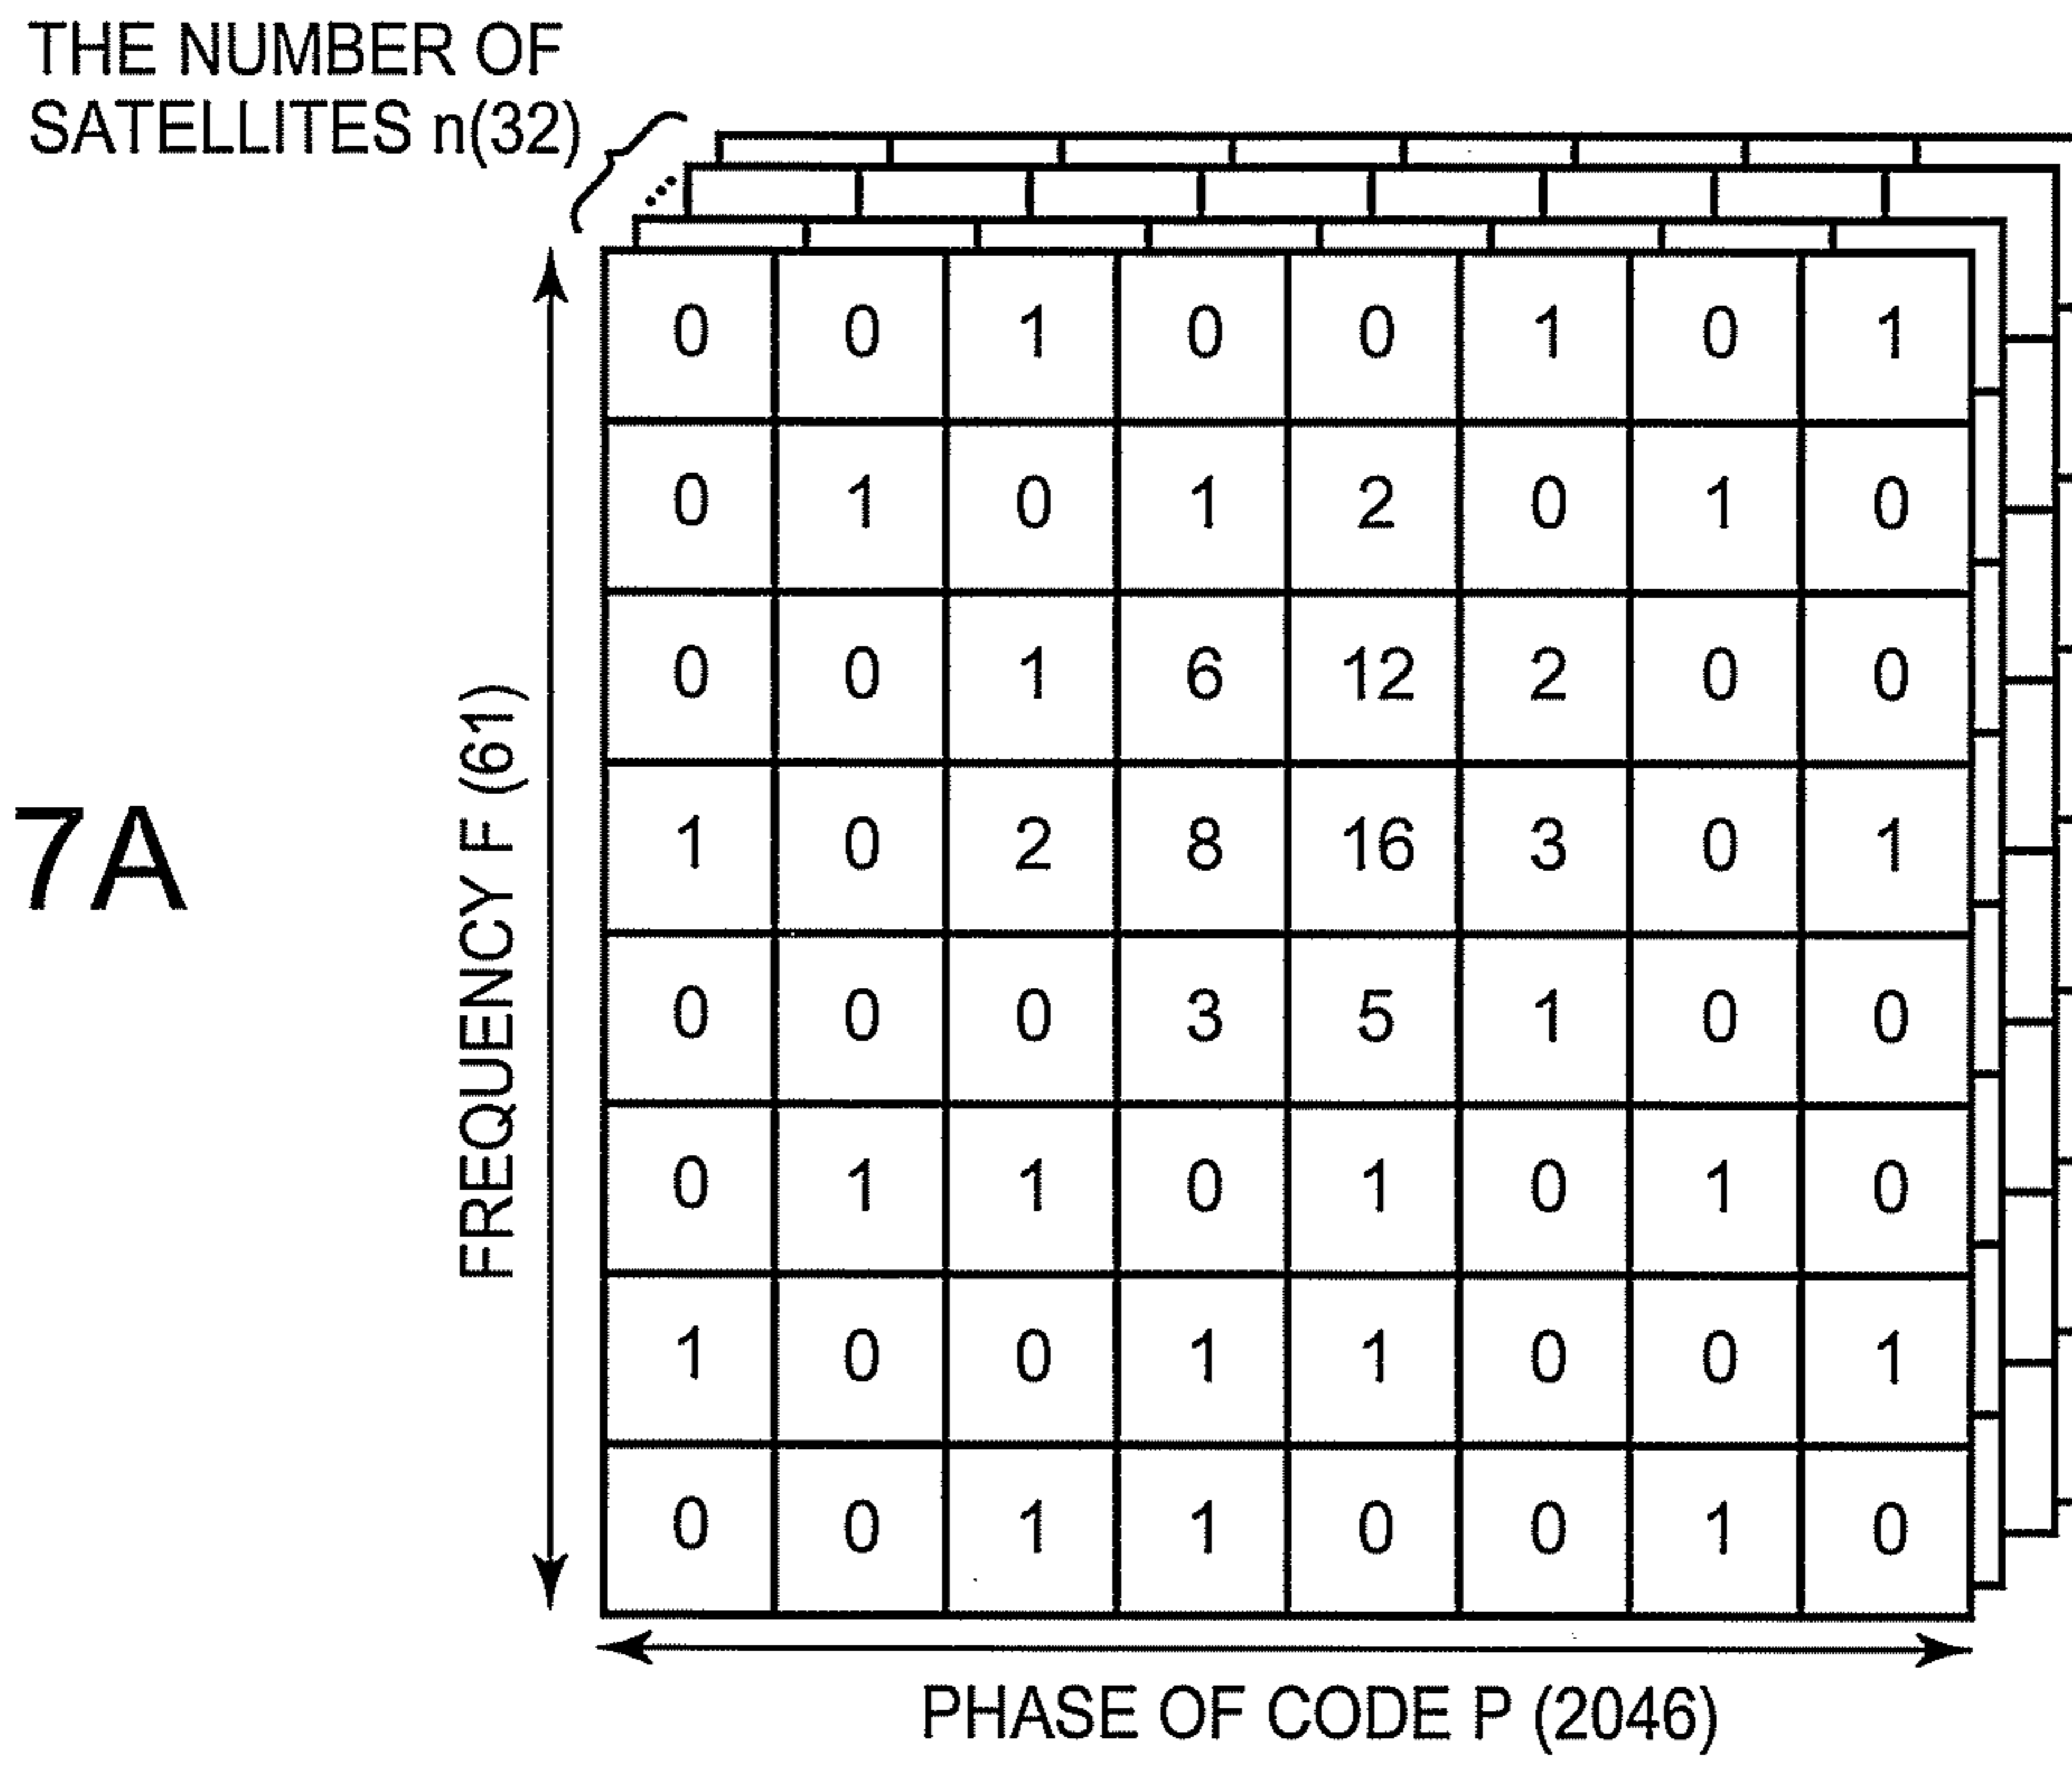 THE NUMBER OF
SATELLITES n(32)
7A
FREQUENCY F (61)
0 0 1 0 0 1 0 1
0 1 0 1 2 0 1 0
0 0 1 6 12 2 0 0
1 0 2 8 16 3 0 1
0 0 0 3 5 1 0 0
0 1 1 0 1 0 1 0
1 0 0 1 1 0 0 1
0 0 1 1 0 0 1 0
PHASE OF CODE P (2046)